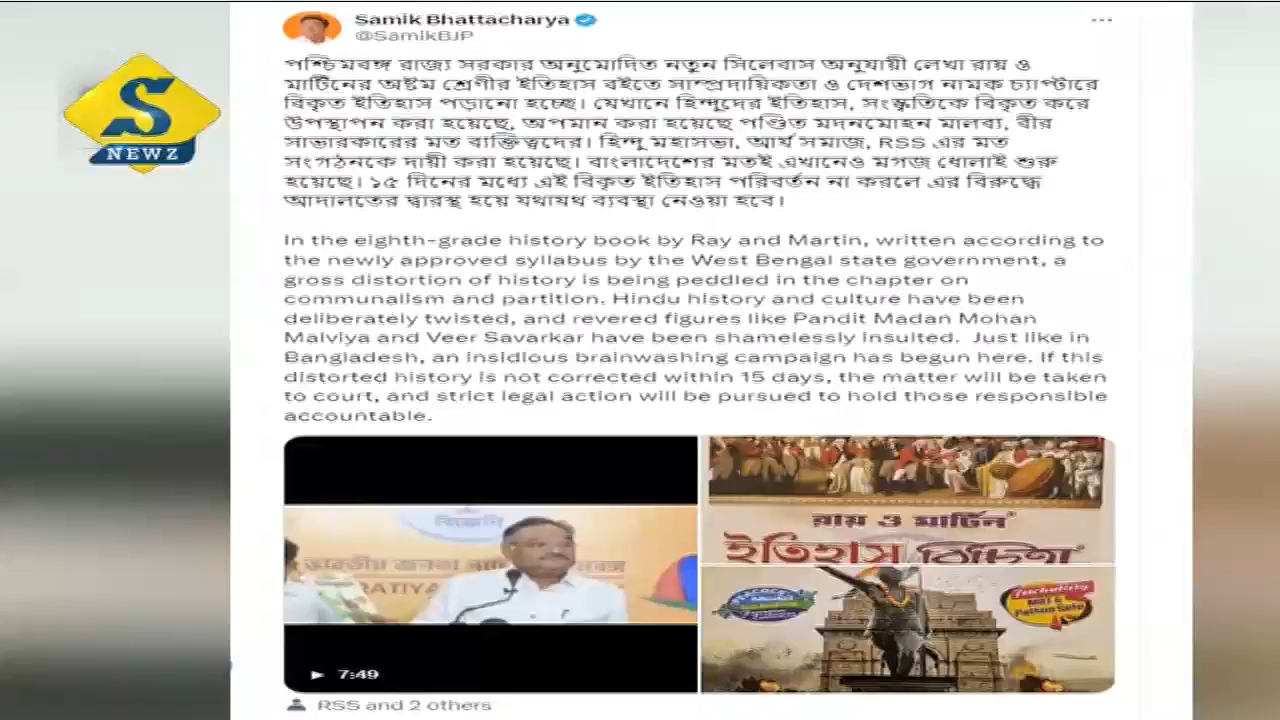 S
NEWZ
Samik Bhattacharya
@SamikBJP
পশ্চিমবঙ্গ রাজ্য সরকার অনুমোদিত নতুন সিলেবাস অনুযায়ী লেখা রায় ও
মার্টিনের অষ্টম শ্রেণীর ইতিহাস বইতে সাম্প্রদায়িকতা ও দেশভাগ নামক চ্যাপ্টারে
বিকৃত ইতিহাস পড়ানো হচ্ছে। যেখানে হিন্দুদের ইতিহাস, সংস্কৃতিকে বিকৃত করে
উপস্থাপন করা হয়েছে, অপমান করা হয়েছে পণ্ডিত মদনমোহন মালব্য, বীর
সাভারকারের মত ব্যক্তিত্বদের। হিন্দু মহাসভা, আর্য সমাজ, RSS এর মত
সংগঠনকে দায়ী করা হয়েছে। বাংলাদেশের মতই এখানেও মগজ ধোলাই শুরু
হয়েছে। ১৫ দিনের মধ্যে এই বিকৃত ইতিহাস পরিবর্তন না করলে এর বিরুদ্ধে
আদালতের দ্বারস্থ হয়ে যথাযথ ব্যবস্থা নেওয়া হবে।
In the eighth-grade history book by Ray and Martin, written according to
the newly approved syllabus by the West Bengal state government, a
gross distortion of history is being peddled in the chapter on
communalism and partition. Hindu history and culture have been
deliberately twisted, and revered figures like Pandit Madan Mohan
Malviya and Veer Savarkar have been shamelessly insulted. Just like in
Bangladesh, an insidious brainwashing campaign has begun here. If this
distorted history is not corrected within 15 days, the matter will be taken
to court, and strict legal action will be pursued to hold those responsible
accountable.
বিজেপি
ভারতীয় জনতা
রায় ও মার্টিন
ইতিহাস বিচিত্রা
Including
7:49
RSS and 2 others